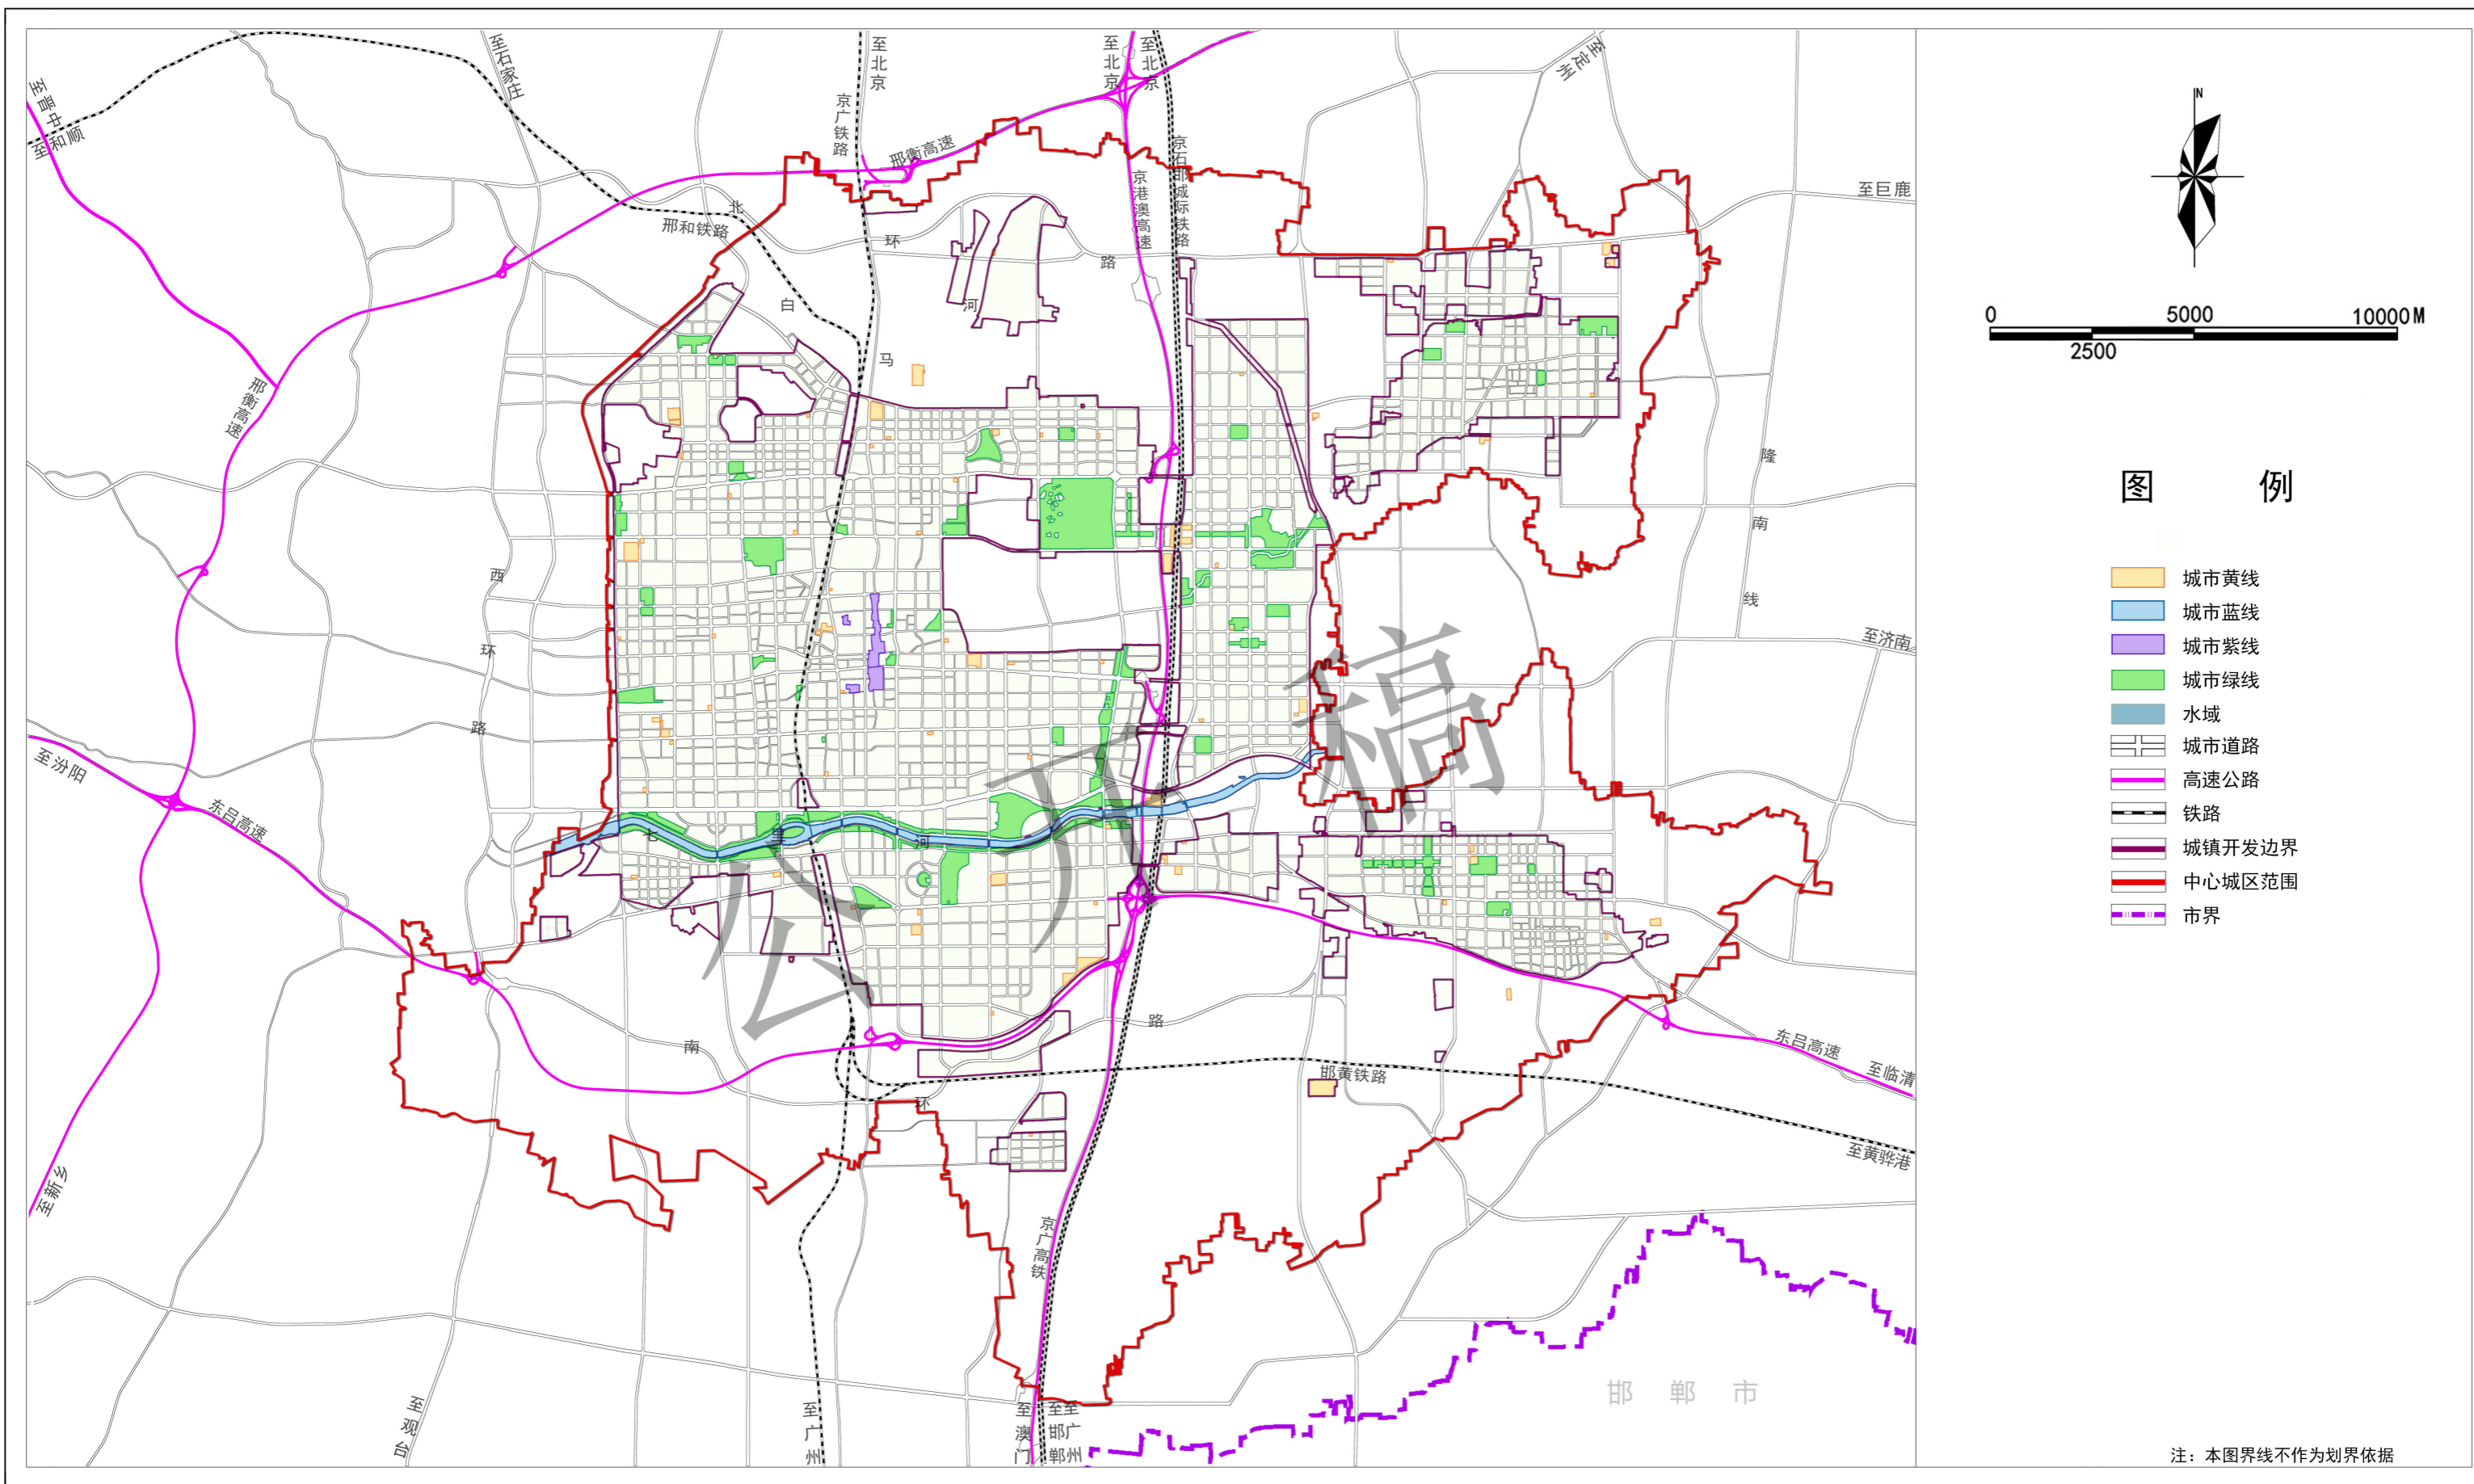 至石家庄
至北京
至北京
至北京
至定州
至晋中
至和顺
京广铁路
邢衡高速
京港澳高速
京石邯城际铁路
至巨鹿
邢和铁路
北环路
白马河
邢衡高速
隆南线
西环路
至济南
至汾阳
东吕高速
七里河
南环路
东吕高速
至临清
邯黄铁路
至黄骅港
至新乡
京广高铁
至观台
至广州
至澳门
至邯郸
至广州
邯郸市
公开稿
N
0 5000 10000M
2500
图例
城市黄线
城市蓝线
城市紫线
城市绿线
水域
城市道路
高速公路
铁路
城镇开发边界
中心城区范围
市界
注：本图界线不作为划界依据